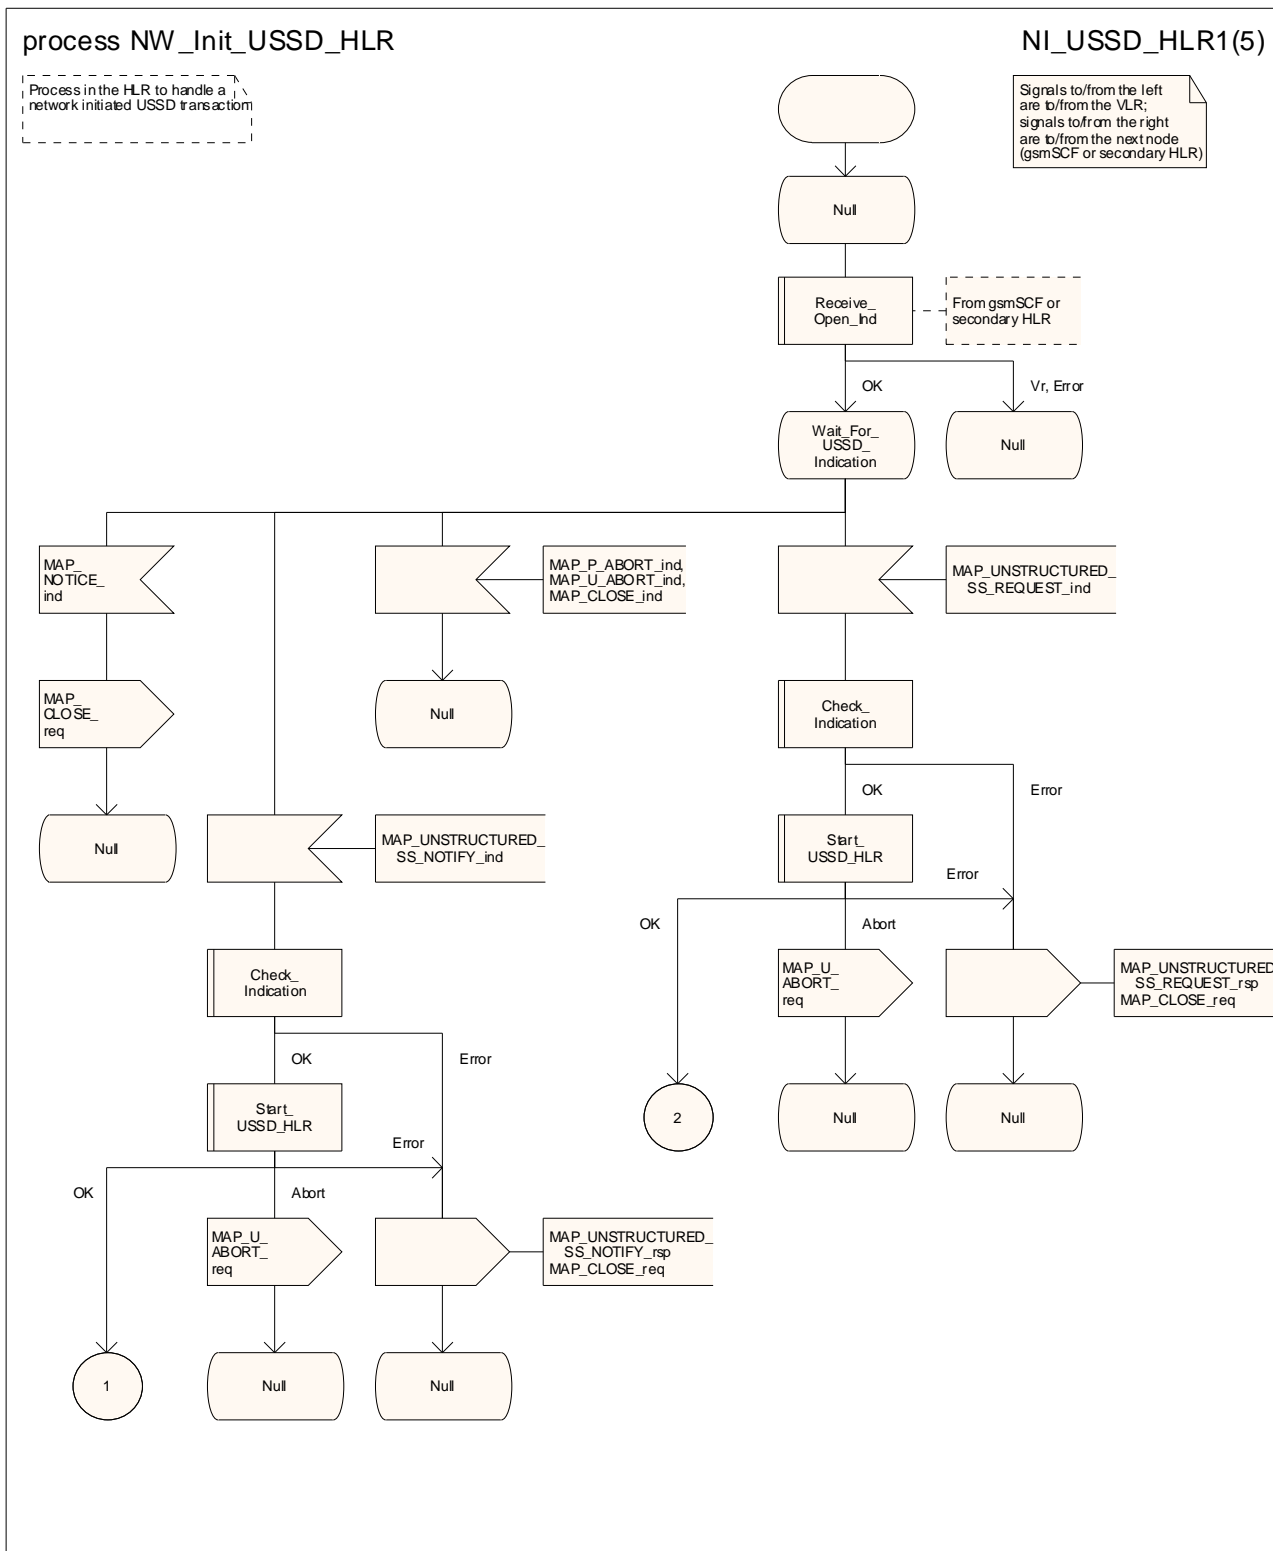 process NW_Init_USSD_HLR
NI_USSD_HLR1(5)
Process in the HLR to handle a
network initiated USSD transaction
Signals to/from the left
are to/from the VLR;
signals to/from the right
are to/from the next node
(gsmSCF or secondary HLR)
Null
Receive_
Open_Ind
From gsmSCF or
secondary HLR
OK
Vr, Error
Wait_For_
USSD_
Indication
Null
MAP_
NOTICE_
ind
MAP_P_ABORT_ind,
MAP_U_ABORT_ind,
MAP_CLOSE_ind
MAP_UNSTRUCTURED_
SS_REQUEST_ind
MAP_
CLOSE_
req
Null
Check_
Indication
OK
Error
Null
MAP_UNSTRUCTURED_
SS_NOTIFY_ind
Start_
USSD_HLR
Error
OK
Abort
Check_
Indication
MAP_U_
ABORT_
req
MAP_UNSTRUCTURED
SS_REQUEST_rsp
MAP_CLOSE_req
OK
Error
Start_
USSD_HLR
2
Null
Null
Error
OK
Abort
MAP_U_
ABORT_
req
MAP_UNSTRUCTURED_
SS_NOTIFY_rsp
MAP_CLOSE_req
1
Null
Null